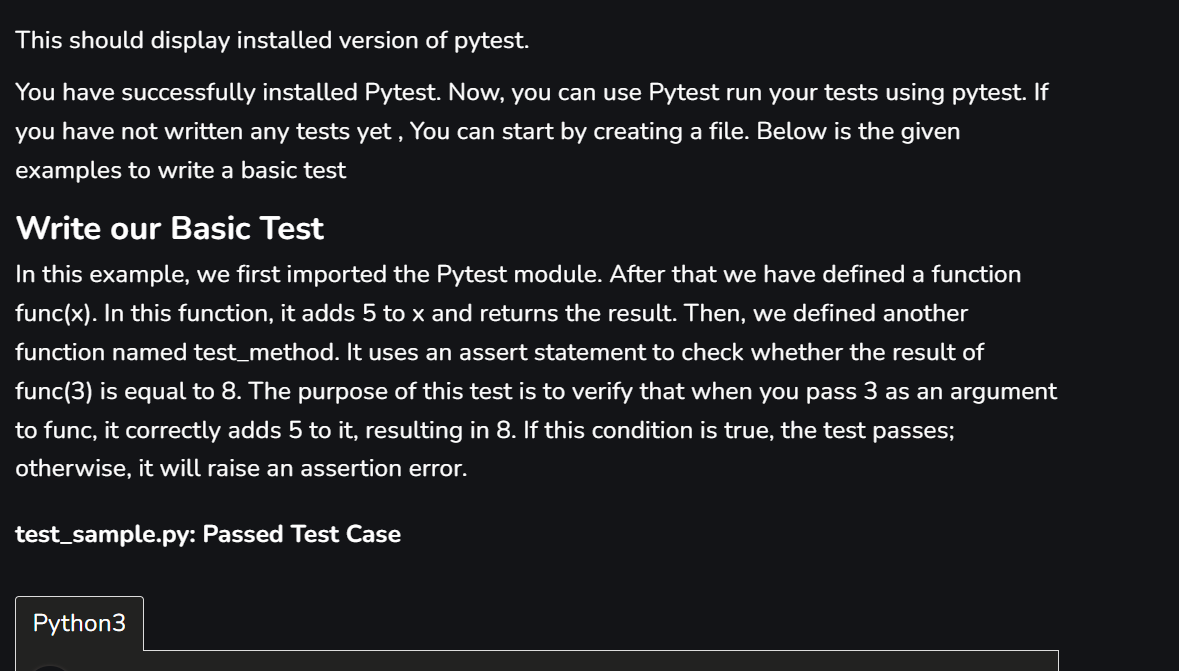 This should display installed version of pytest.
You have successfully installed Pytest. Now, you can use Pytest run your tests using pytest. If
you have not written any tests yet , You can start by creating a file. Below is the given
examples to write a basic test
Write our Basic Test
In this example, we first imported the Pytest module. After that we have defined a function
func(x). In this function, it adds 5 to x and returns the result. Then, we defined another
function named test_method. It uses an assert statement to check whether the result of
func(3) is equal to 8. The purpose of this test is to verify that when you pass 3 as an argument
to func, it correctly adds 5 to it, resulting in 8. If this condition is true, the test passes;
otherwise, it will raise an assertion error.
test_sample.py: Passed Test Case
Python3